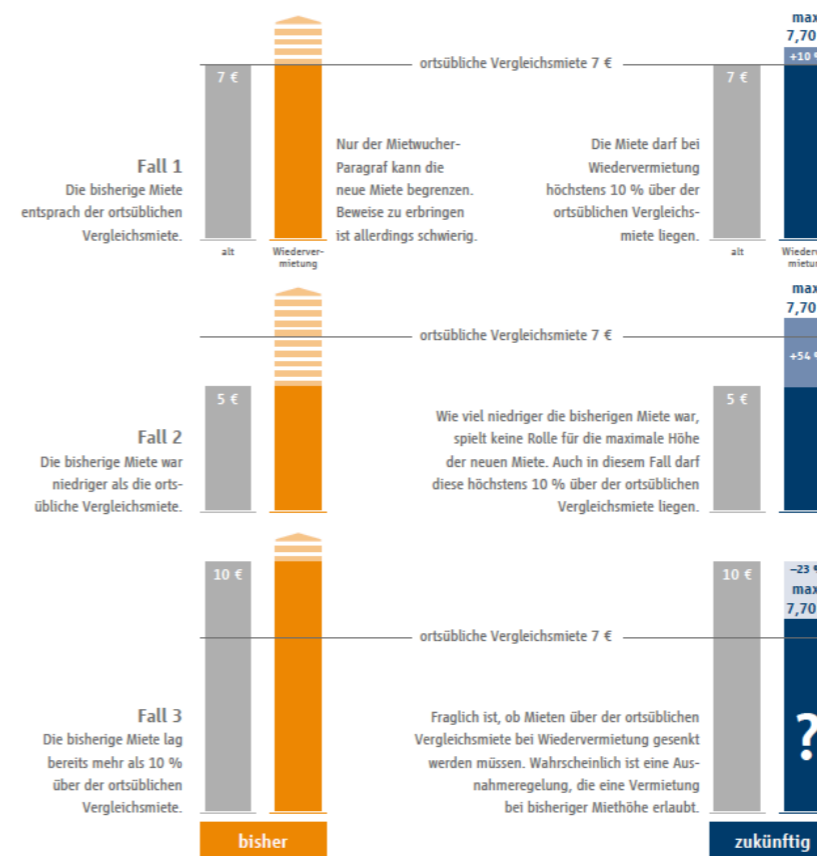 max
7,70
+10 %
ortsübliche Vergleichsmiete 7 €
7 €
7 €
Fall 1
Die bisherige Miete
entsprach der ortsüblichen
Vergleichsmiete.
Nur der Mietwucher-
Paragraf kann die
neue Miete begrenzen.
Beweise zu erbringen
ist allerdings schwierig.
Die Miete darf bei
Wiedervermietung
höchstens 10 % über der
ortsüblichen Vergleichs-
miete liegen.
alt
Wiederver-
mietung
alt
max
7,70
ortsübliche Vergleichsmiete 7 €
+54 %
5 €
5 €
Fall 2
Die bisherige Miete war
niedriger als die orts-
übliche Vergleichsmiete.
Wie viel niedriger die bisherigen Miete war,
spielt keine Rolle für die maximale Höhe
der neuen Miete. Auch in diesem Fall darf
diese höchstens 10 % über der ortsüblichen
Vergleichsmiete liegen.
10 €
10 €
–23 %
max
7,70
ortsübliche Vergleichsmiete 7 €
Fall 3
Die bisherige Miete lag
bereits mehr als 10 %
über der ortsüblichen
Vergleichsmiete.
Fraglich ist, ob Mieten über der ortsüblichen
Vergleichsmiete bei Wiedervermietung gesenkt
werden müssen. Wahrscheinlich ist eine Aus-
nahmeregelung, die eine Vermietung
bei bisheriger Miethöhe erlaubt.
?
bisher
zukünftig